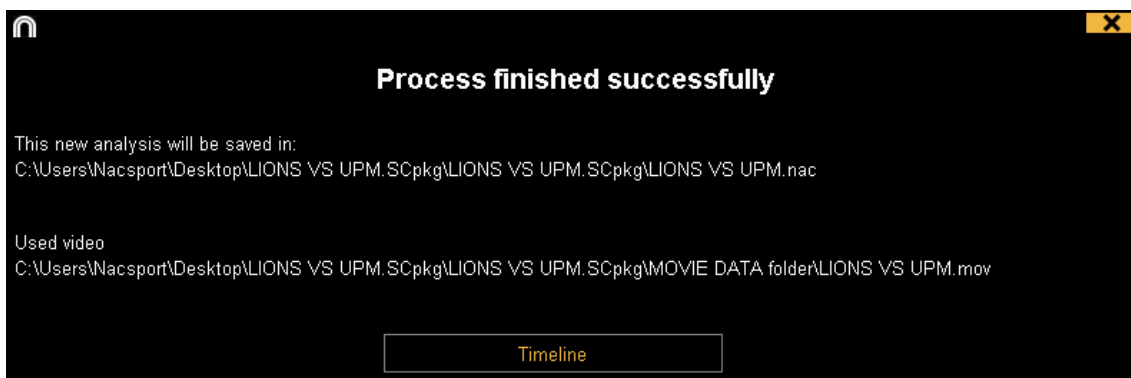 Process finished successfully
This new analysis will be saved in:
C:\Users\Nacsport\Desktop\LIONS VS UPM.SCpkg\LIONS VS UPM.SCpkg\LIONS VS UPM.nac
Used video
C:\Users\Nacsport\Desktop\LIONS VS UPM.SCpkg\LIONS VS UPM.SCpkg\MOVIE DATA folder\LIONS VS UPM.mov
Timeline